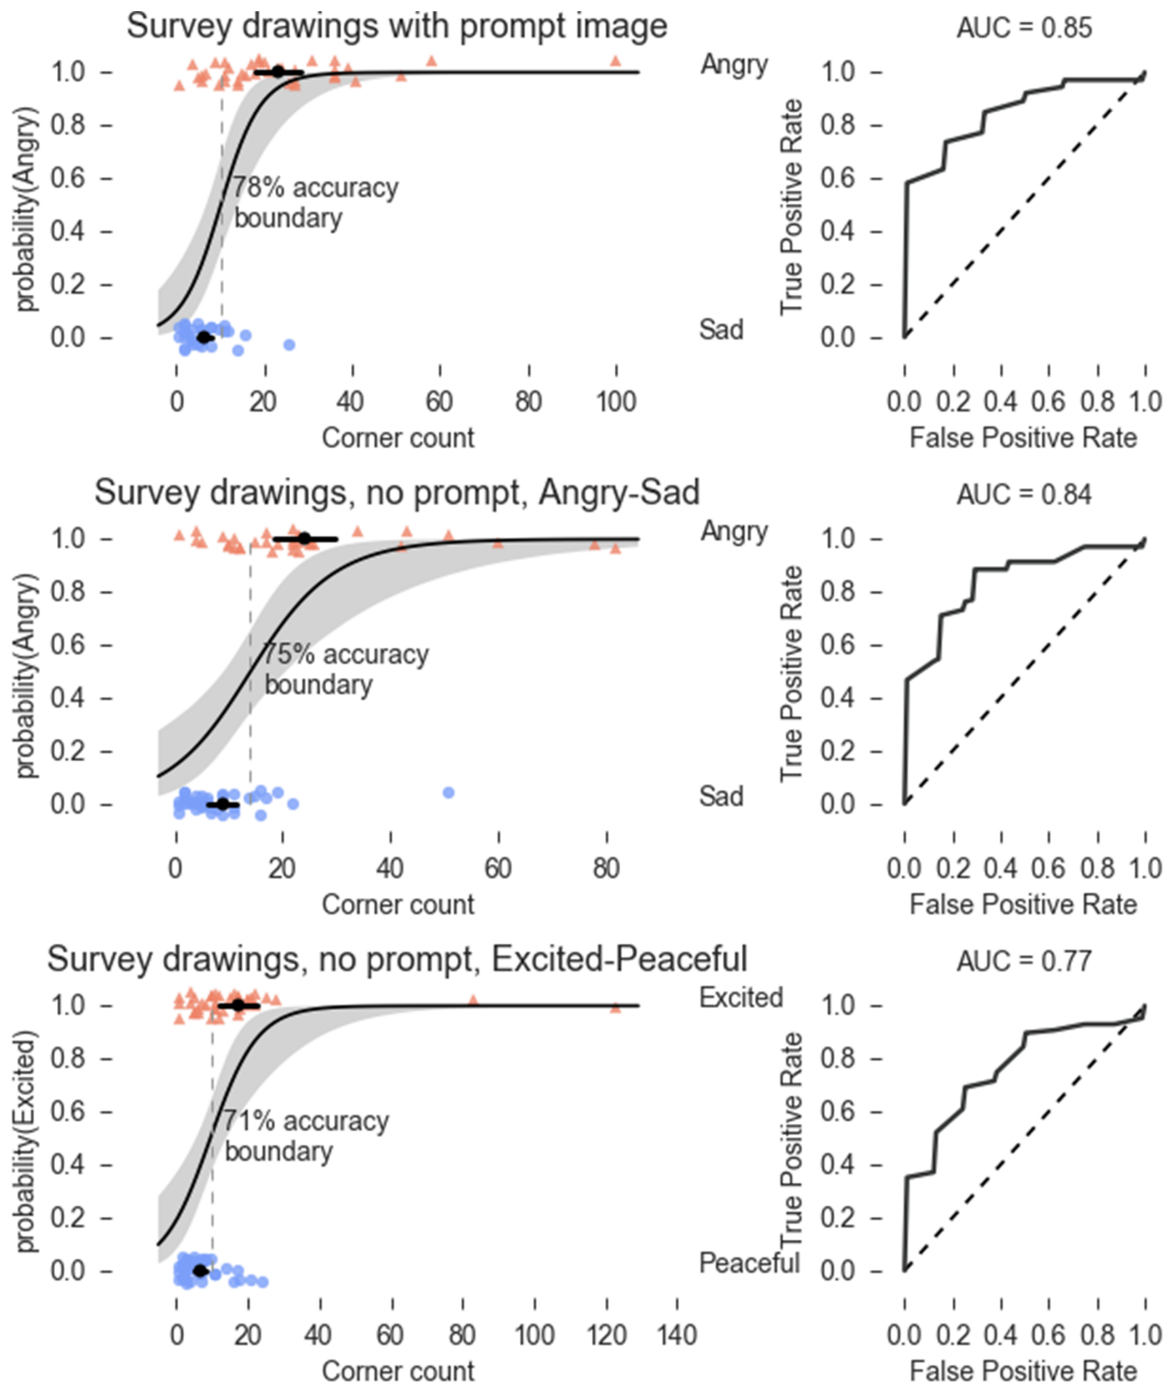 Survey drawings with prompt image
AUC = 0.85
1.0
0.8
0.6
0.4
0.2
0.0
probability(Angry)
78% accuracy
boundary
Angry
Sad
0 20 40 60 80 100
Corner count
True Positive Rate
1.0
0.8
0.6
0.4
0.2
0.0
0.0 0.2 0.4 0.6 0.8 1.0
False Positive Rate
Survey drawings, no prompt, Angry-Sad
AUC = 0.84
1.0
0.8
0.6
0.4
0.2
0.0
probability(Angry)
75% accuracy
boundary
Angry
Sad
0 20 40 60 80
Corner count
True Positive Rate
1.0
0.8
0.6
0.4
0.2
0.0
0.0 0.2 0.4 0.6 0.8 1.0
False Positive Rate
Survey drawings, no prompt, Excited-Peaceful
AUC = 0.77
1.0
0.8
0.6
0.4
0.2
0.0
probability(Excited)
71% accuracy
boundary
Excited
Peaceful
0 20 40 60 80 100 120 140
Corner count
True Positive Rate
1.0
0.8
0.6
0.4
0.2
0.0
0.0 0.2 0.4 0.6 0.8 1.0
False Positive Rate